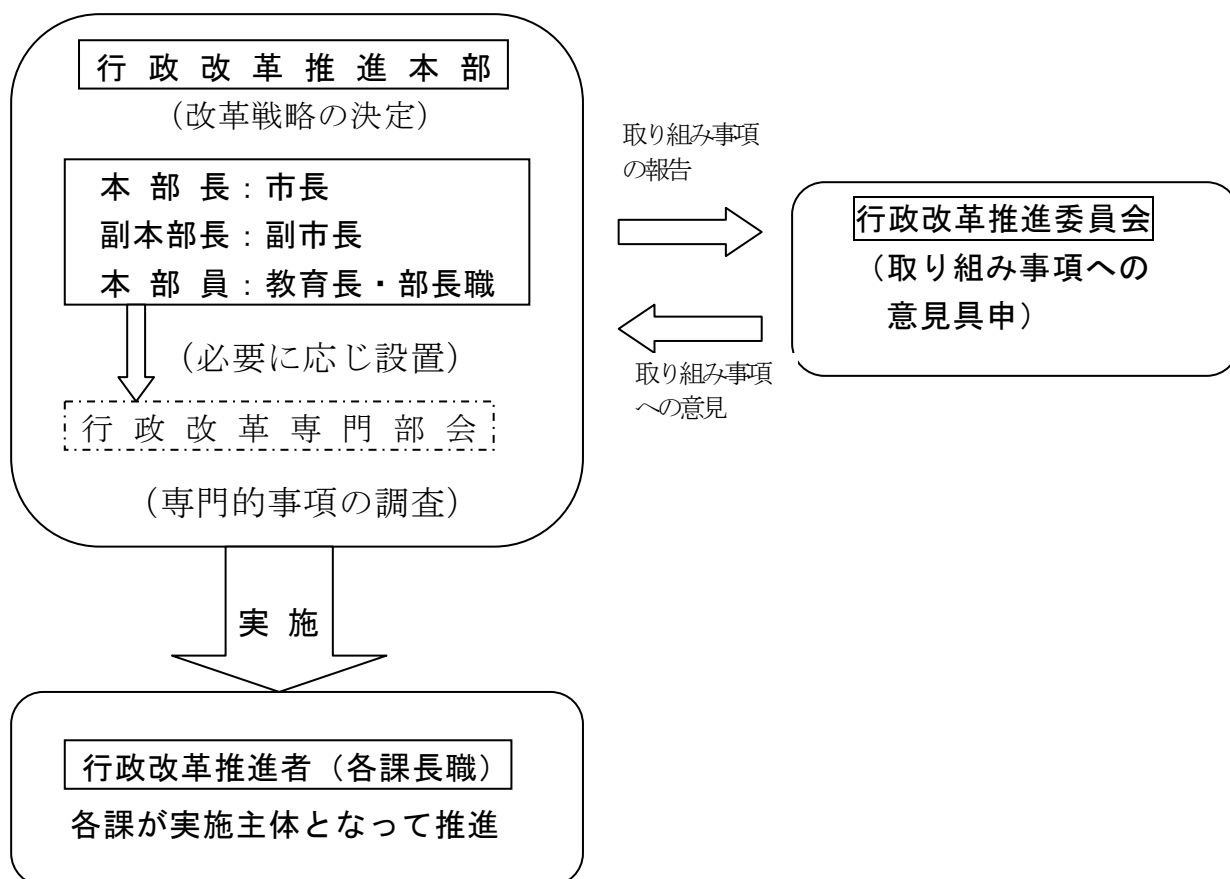 行政改革推進本部
（改革戦略の決定）
本部長：市長
副本部長：副市長
本部員：教育長・部長職
（必要に応じ設置）
行政改革専門部会
（専門的事項の調査）
取り組み事項
の報告
取り組み事項
への意見
行政改革推進委員会
（取り組み事項への
意見具申）
実施
行政改革推進者（各課長職）
各課が実施主体となって推進